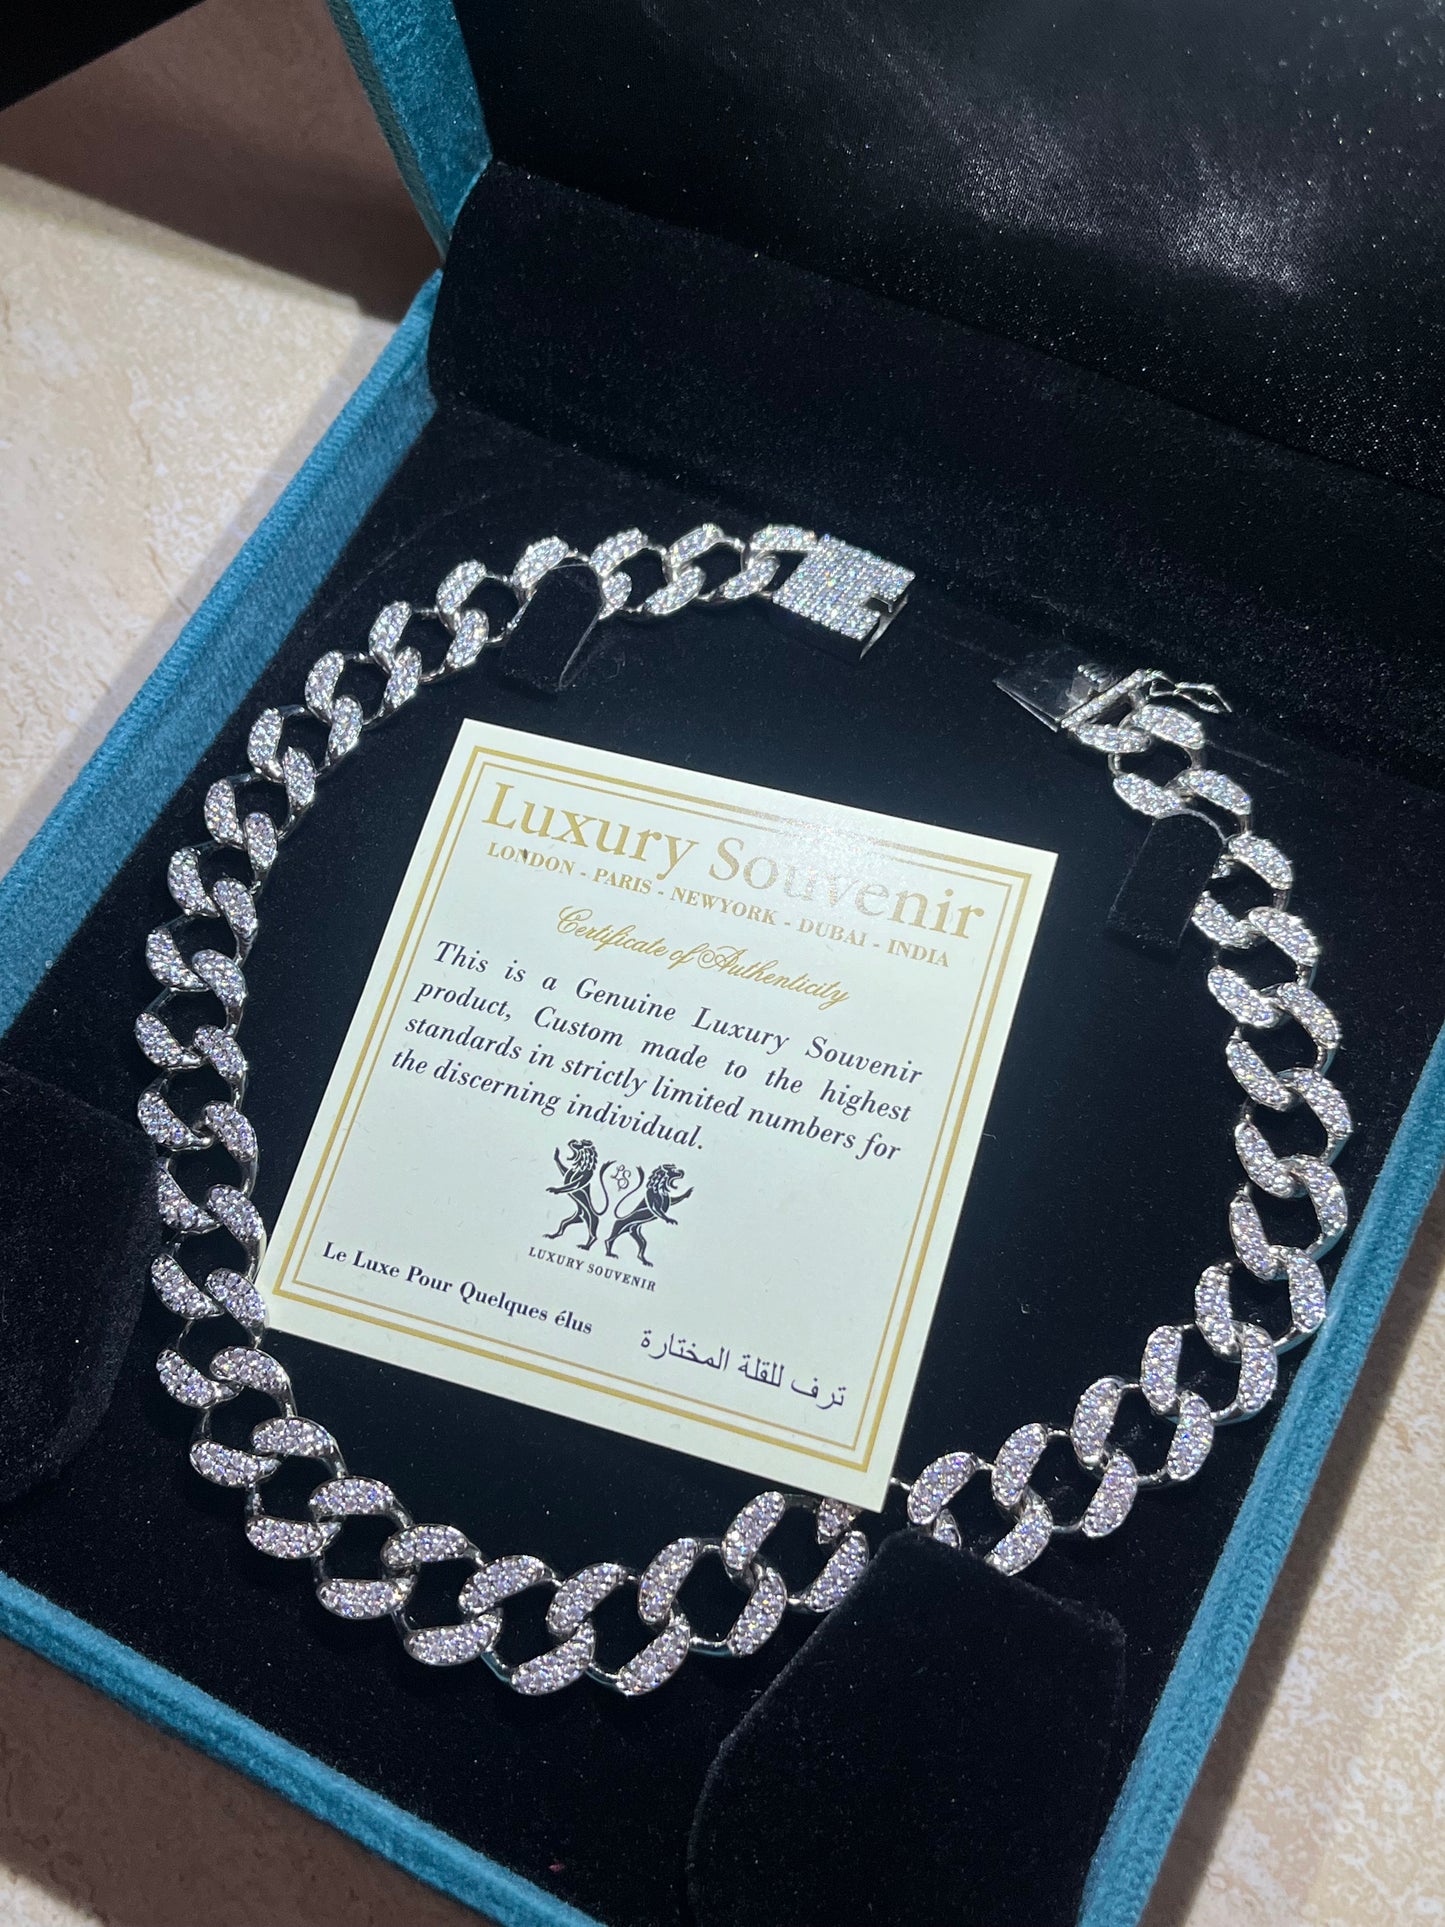 Luxury Souvenir
LONDON - PARIS - NEWYORK - DUBAI - INDIA
Certificate of Authenticity
This is a Genuine Luxury Souvenir
product, Custom made to the highest
standards in strictly limited numbers for
the discerning individual.
LS
LUXURY SOUVENIR
Le Luxe Pour Quelques élus
ترف للقلة المختارة